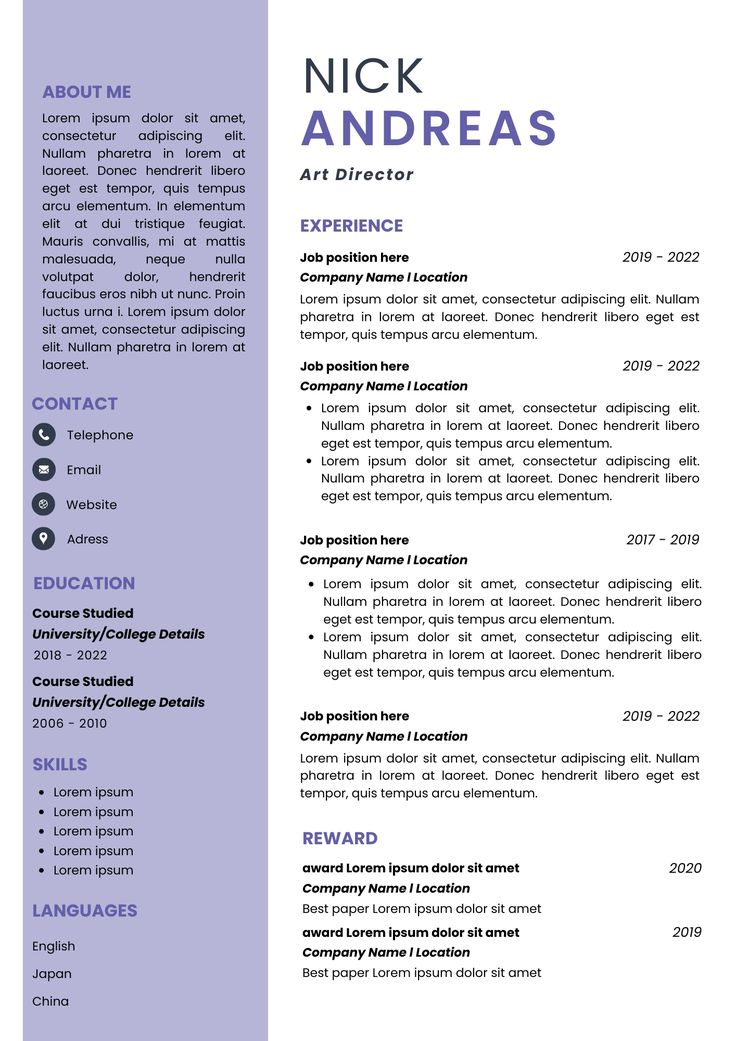 ABOUT ME
Lorem ipsum dolor sit amet,
consectetur adipiscing elit.
Nullam pharetra in lorem at
laoreet. Donec hendrerit libero
eget est tempor, quis tempus
arcu elementum. In elementum
elit at dui tristique feugiat.
Mauris convallis, mi at mattis
malesuada, neque nulla
volutpat dolor, hendrerit
faucibus eros nibh ut nunc. Proin
luctus urna i. Lorem ipsum dolor
sit amet, consectetur adipiscing
elit. Nullam pharetra in lorem at
laoreet.
CONTACT
Telephone
Email
Website
Adress
EDUCATION
Course Studied
University/College Details
2018 - 2022
Course Studied
University/College Details
2006 - 2010
SKILLS
• Lorem ipsum
• Lorem ipsum
• Lorem ipsum
• Lorem ipsum
• Lorem ipsum
LANGUAGES
English
Japan
China
NICK
ANDREAS
Art Director
EXPERIENCE
Job position here 2019 - 2022
Company Name l Location
Lorem ipsum dolor sit amet, consectetur adipiscing elit. Nullam
pharetra in lorem at laoreet. Donec hendrerit libero eget est
tempor, quis tempus arcu elementum.
Job position here 2019 - 2022
Company Name l Location
• Lorem ipsum dolor sit amet, consectetur adipiscing elit.
Nullam pharetra in lorem at laoreet. Donec hendrerit libero
eget est tempor, quis tempus arcu elementum.
• Lorem ipsum dolor sit amet, consectetur adipiscing elit.
Nullam pharetra in lorem at laoreet. Donec hendrerit libero
eget est tempor, quis tempus arcu elementum.
Job position here 2017 - 2019
Company Name l Location
• Lorem ipsum dolor sit amet, consectetur adipiscing elit.
Nullam pharetra in lorem at laoreet. Donec hendrerit libero
eget est tempor, quis tempus arcu elementum.
• Lorem ipsum dolor sit amet, consectetur adipiscing elit.
Nullam pharetra in lorem at laoreet. Donec hendrerit libero
eget est tempor, quis tempus arcu elementum.
Job position here 2019 - 2022
Company Name l Location
Lorem ipsum dolor sit amet, consectetur adipiscing elit. Nullam
pharetra in lorem at laoreet. Donec hendrerit libero eget est
tempor, quis tempus arcu elementum.
REWARD
award Lorem ipsum dolor sit amet 2020
Company Name l Location
Best paper Lorem ipsum dolor sit amet
award Lorem ipsum dolor sit amet 2019
Company Name l Location
Best paper Lorem ipsum dolor sit amet